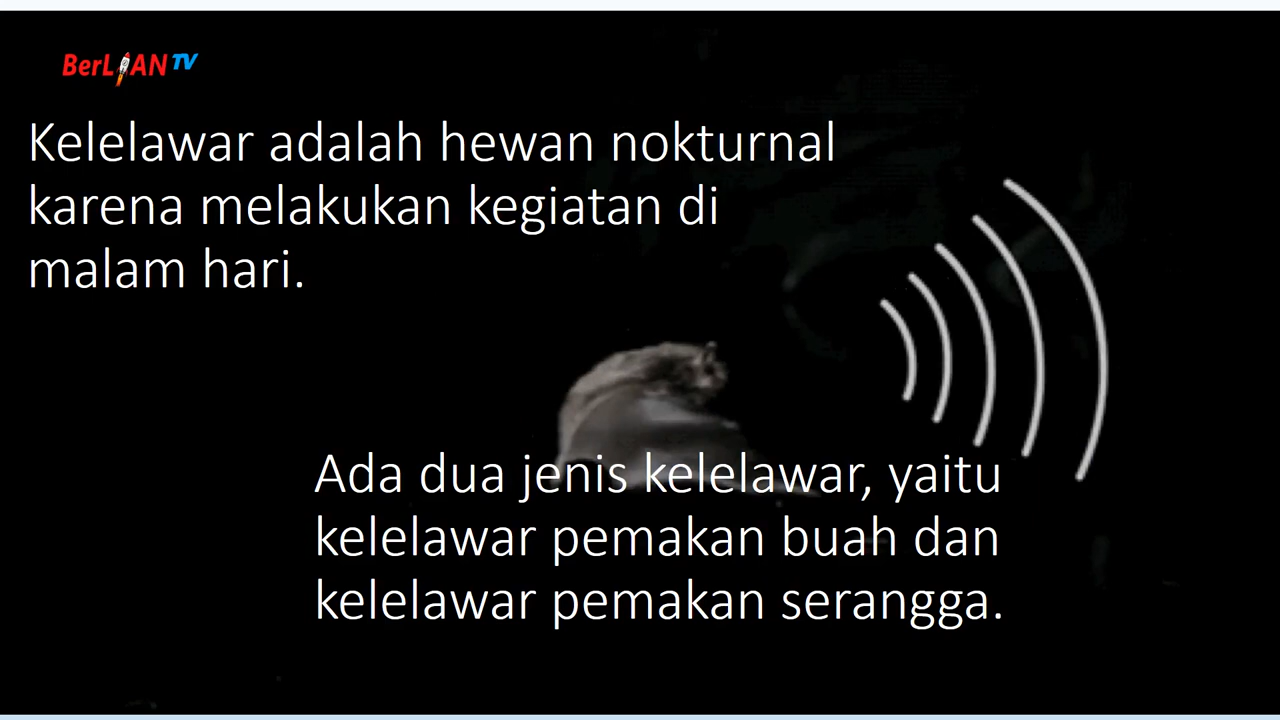 BerLIAN TV
Kelelawar adalah hewan nokturnal
karena melakukan kegiatan di
malam hari.
Ada dua jenis kelelawar, yaitu
kelelawar pemakan buah dan
kelelawar pemakan serangga.